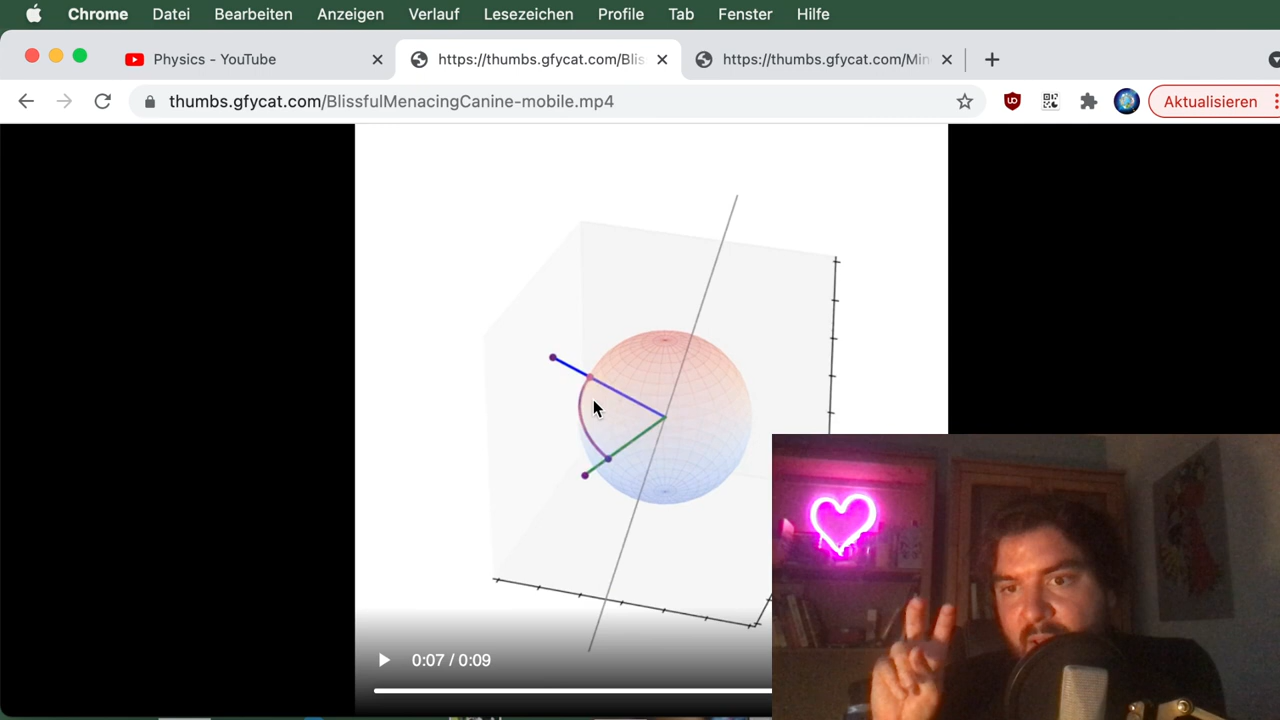 Chrome Datei Bearbeiten Anzeigen Verlauf Lesezeichen Profile Tab Fenster Hilfe
Physics - YouTube
https://thumbs.gfycat.com/Blis
https://thumbs.gfycat.com/Min
thumbs.gfycat.com/BlissfulMenacingCanine-mobile.mp4
Aktualisieren
0:07 / 0:09